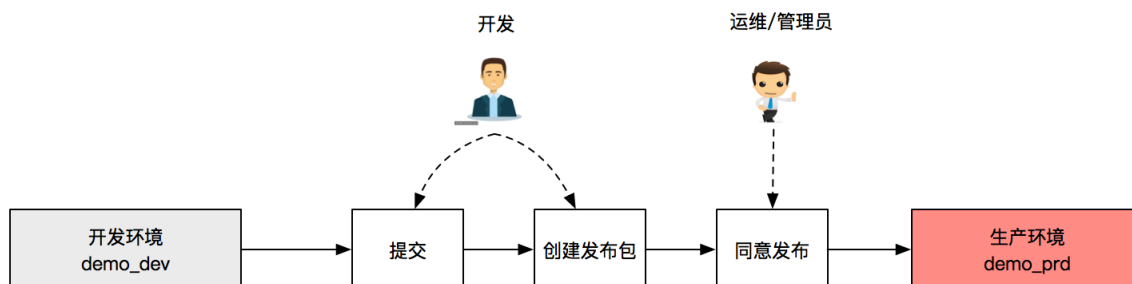 开发
运维/管理员
开发环境
demo_dev
提交
创建发布包
同意发布
生产环境
demo_prd